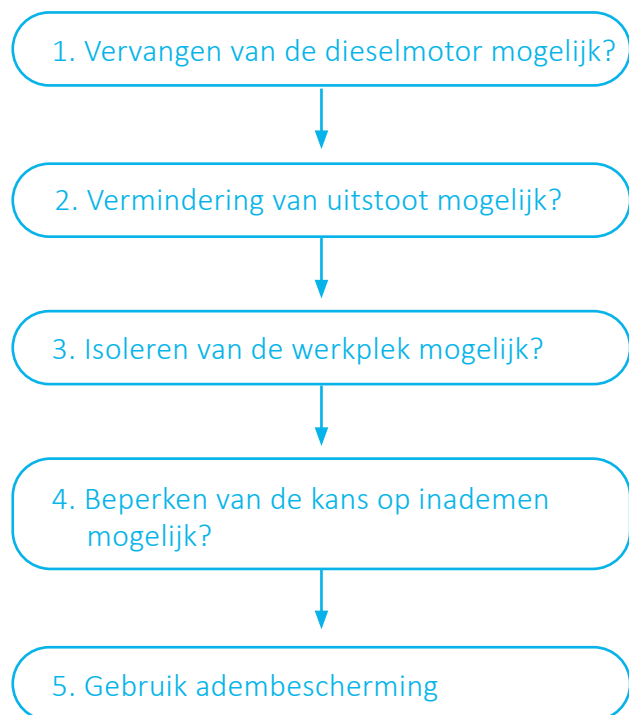 1. Vervangen van de dieselmotor mogelijk?
2. Vermindering van uitstoot mogelijk?
3. Isoleren van de werkplek mogelijk?
4. Beperken van de kans op inademen
mogelijk?
5. Gebruik adembescherming